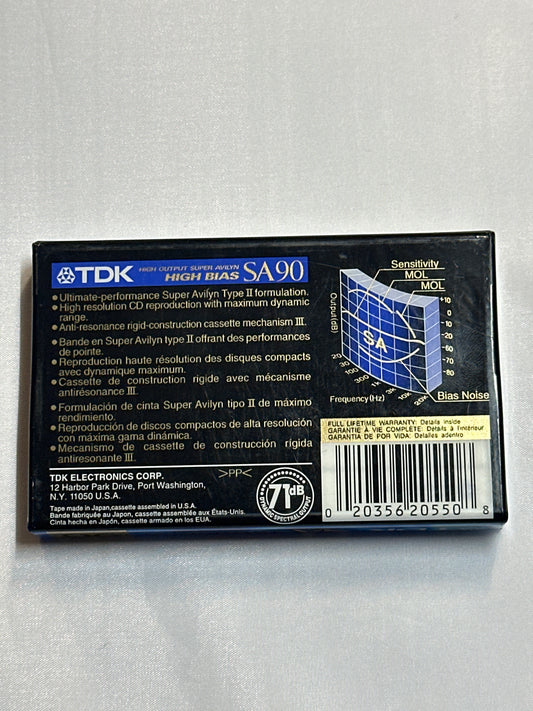 TDK HIGH OUTPUT SUPER AVILYN HIGH BIAS SA90
• Ultimate-performance Super Avilyn Type II formulation.
• High resolution CD reproduction with maximum dynamic
range.
• Anti-resonance rigid-construction cassette mechanism III.
• Bande en Super Avilyn type II offrant des performances
de pointe.
• Reproduction haute résolution des disques compacts
avec dynamique maximum.
• Cassette de construction rigide avec mécanisme
antirésonance III.
• Formulación de cinta Super Avilyn tipo II de máximo
rendimiento.
• Reproducción de discos compactos de alta resolución
con máxima gama dinámica.
• Mecanismo de cassette de construcción rígida
antiresonante III.
TDK ELECTRONICS CORP.
12 Harbor Park Drive, Port Washington,
N.Y. 11050 U.S.A.
Tape made in Japan, cassette assembled in U.S.A.
Bande fabriquée au Japon, cassette assemblée aux États-Unis.
Cinta hecha en Japón, cassette armado en los EUA.
>PP<
71dB
DYNAMIC SPECTRAL OUTPUT
Sensitivity
MOL
MOL
Output(dB)
SA
+10
0
-10
-20
-60
-70
-80
20
Frequency(Hz)
1K
10K
20K
Bias Noise
FULL LIFETIME WARRANTY: Details inside
GARANTIE À VIE COMPLÈTE: Détails à l'intérieur
GARANTIA DE POR VIDA: Detalles adentro
0 20356 20550 8